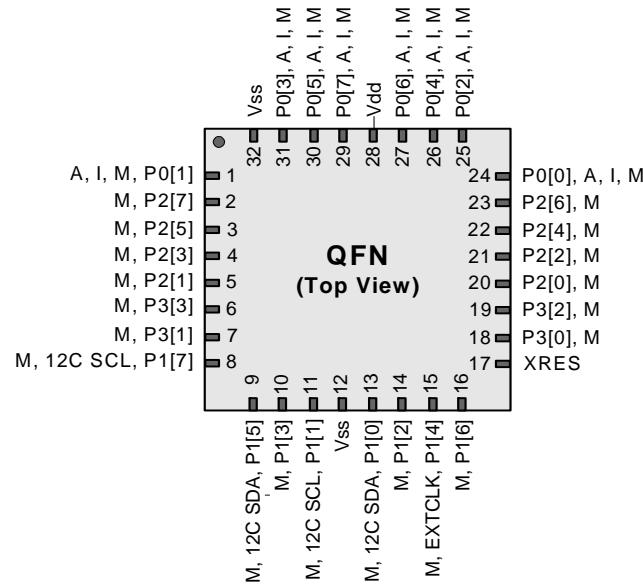 Vss
P0[3], A, I, M
P0[5], A, I, M
P0[7], A, I, M
Vdd
P0[6], A, I, M
P0[4], A, I, M
P0[2], A, I, M
32
31
30
29
28
27
26
25
A, I, M, P0[1]
M, P2[7]
M, P2[5]
M, P2[3]
M, P2[1]
M, P3[3]
M, P3[1]
M, 12C SCL, P1[7]
1
2
3
4
5
6
7
8
QFN
(Top View)
24
23
22
21
20
19
18
17
P0[0], A, I, M
P2[6], M
P2[4], M
P2[2], M
P2[0], M
P3[2], M
P3[0], M
XRES
9
10
11
12
13
14
15
16
M, 12C SDA, P1[5]
M, P1[3]
M, 12C SCL, P1[1]
Vss
M, 12C SDA, P1[0]
M, P1[2]
M, EXTCLK, P1[4]
M, P1[6]